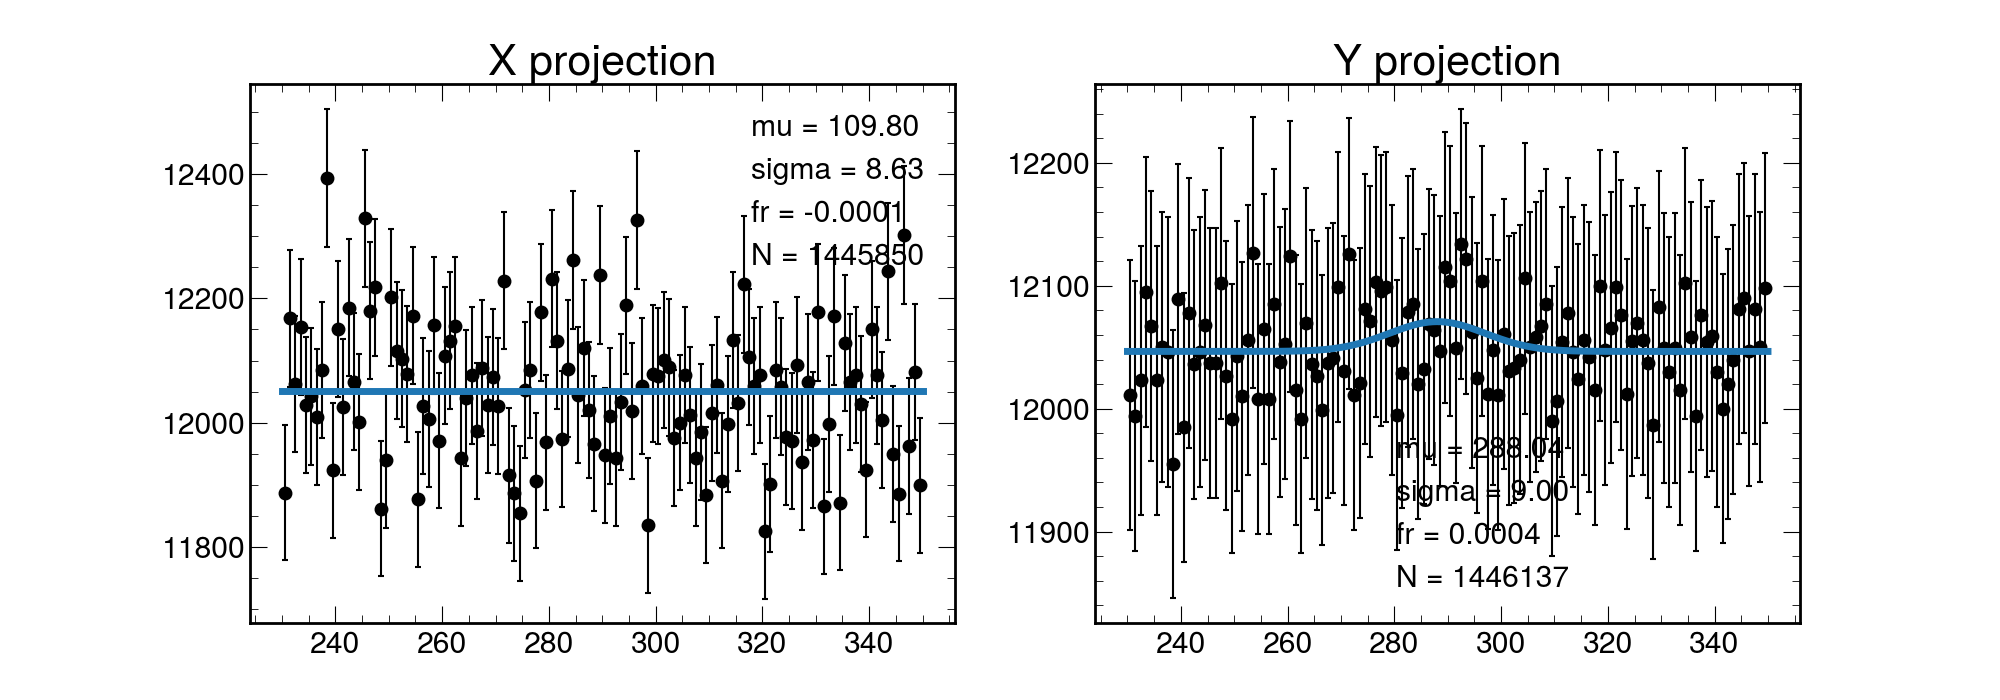 X projection
mu = 109.80
sigma = 8.63
fr = -0.0001
N = 1445850
12400
12200
12000
11800
240 260 280 300 320 340
Y projection
12200
12100
12000
11900
mu = 288.04
sigma = 9.00
fr = 0.0004
N = 1446137
240 260 280 300 320 340